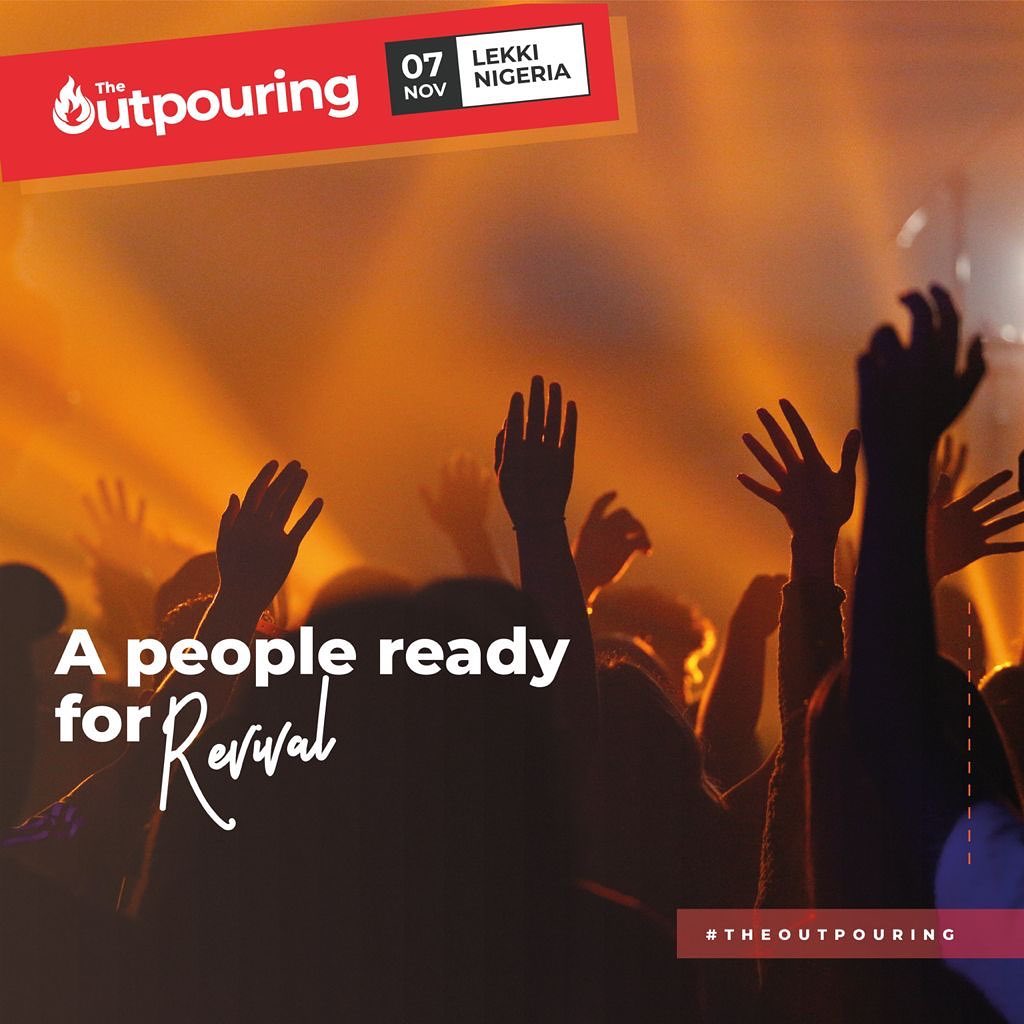 The
Outpouring
07
NOV
LEKKI
NIGERIA
A people ready
for Revival
#THEOUTPOURING